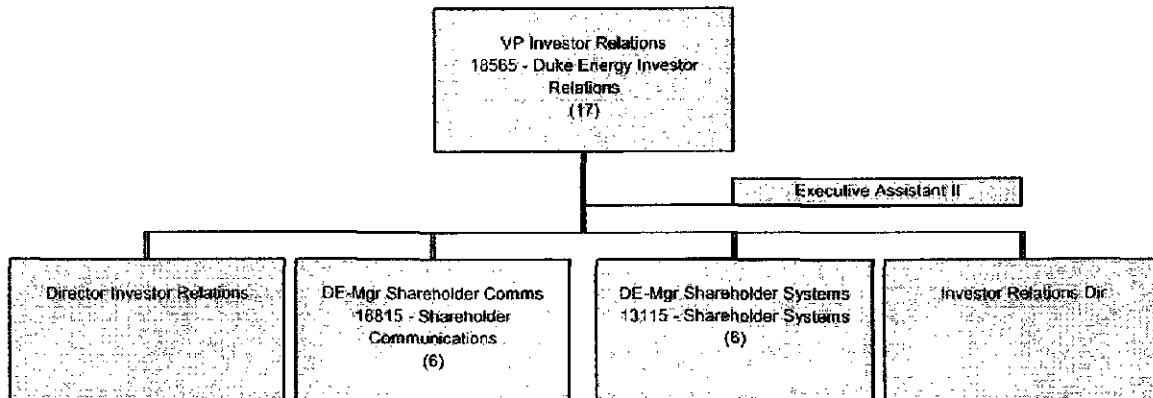 VP Investor Relations
18565 - Duke Energy Investor
Relations
(17)
Executive Assistant II
Director Investor Relations
DE-Mgr Shareholder Comms
16815 - Shareholder
Communications
(6)
DE-Mgr Shareholder Systems
13115 - Shareholder Systems
(6)
Investor Relations Dir